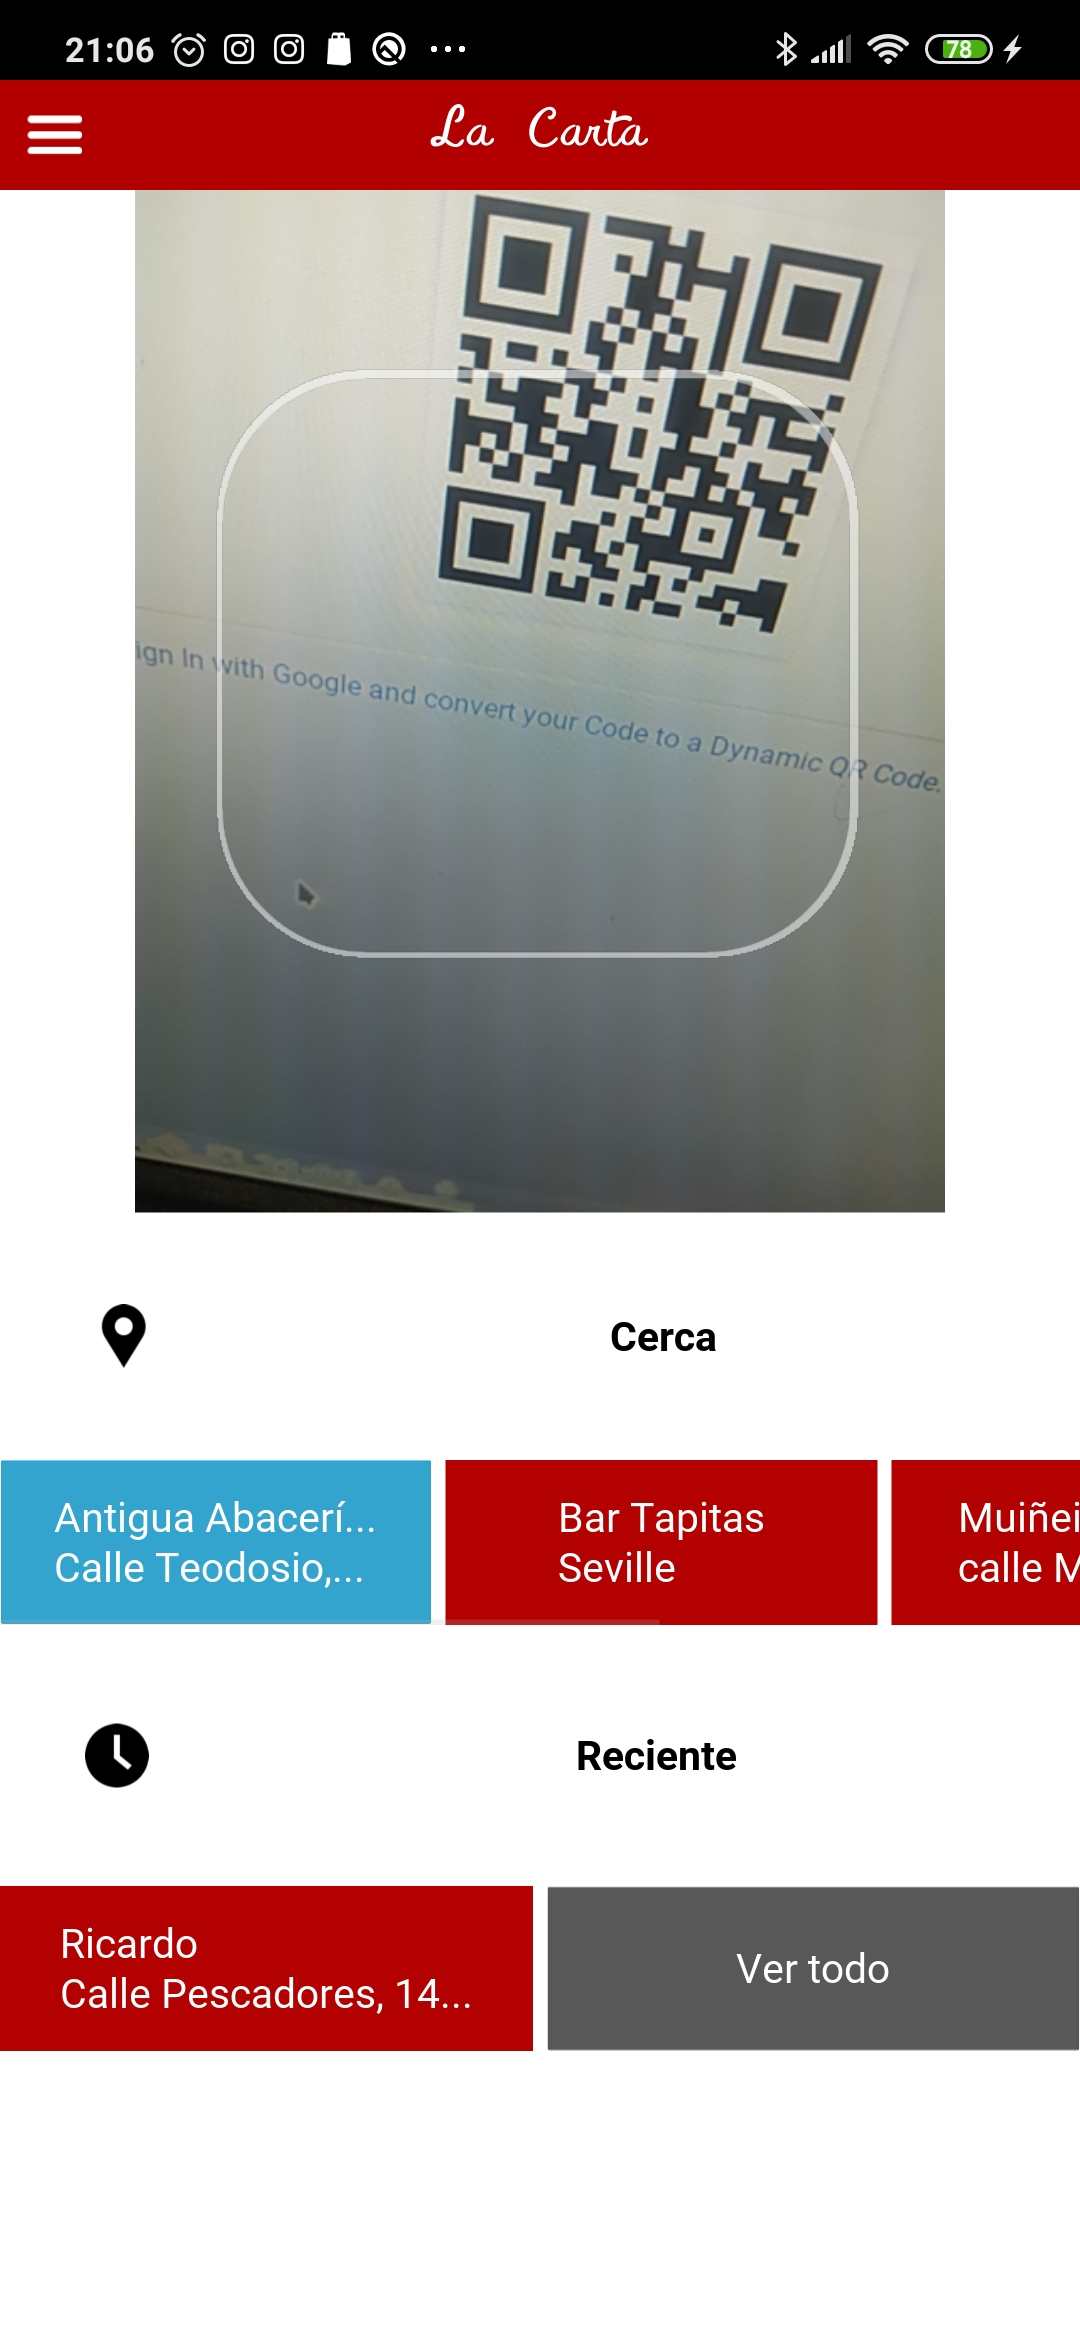 21:06
78
La Carta
ign In with Google and convert your Code to a Dynamic QR Code.
Cerca
Antigua Abacerí...
Calle Teodosio,...
Bar Tapitas
Seville
Muiñei
calle M
Reciente
Ricardo
Calle Pescadores, 14...
Ver todo